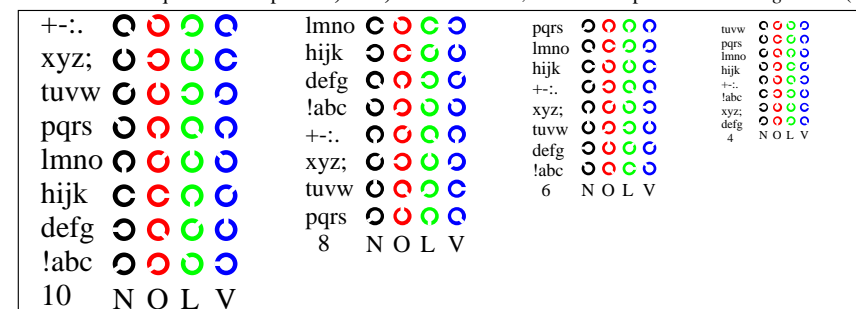 +-:.
xyz;
tuvw
pqrs
lmno
hijk
defg
!abc
10 N O L V
lmno
hijk
defg
!abc
+-:.
xyz;
tuvw
pqrs
8 N O L V
pqrs
lmno
hijk
+-:.
xyz;
tuvw
defg
!abc
6 N O L V
tuvw
pqrs
lmno
hijk
+-:.
!abc
xyz;
defg
4 N O L V